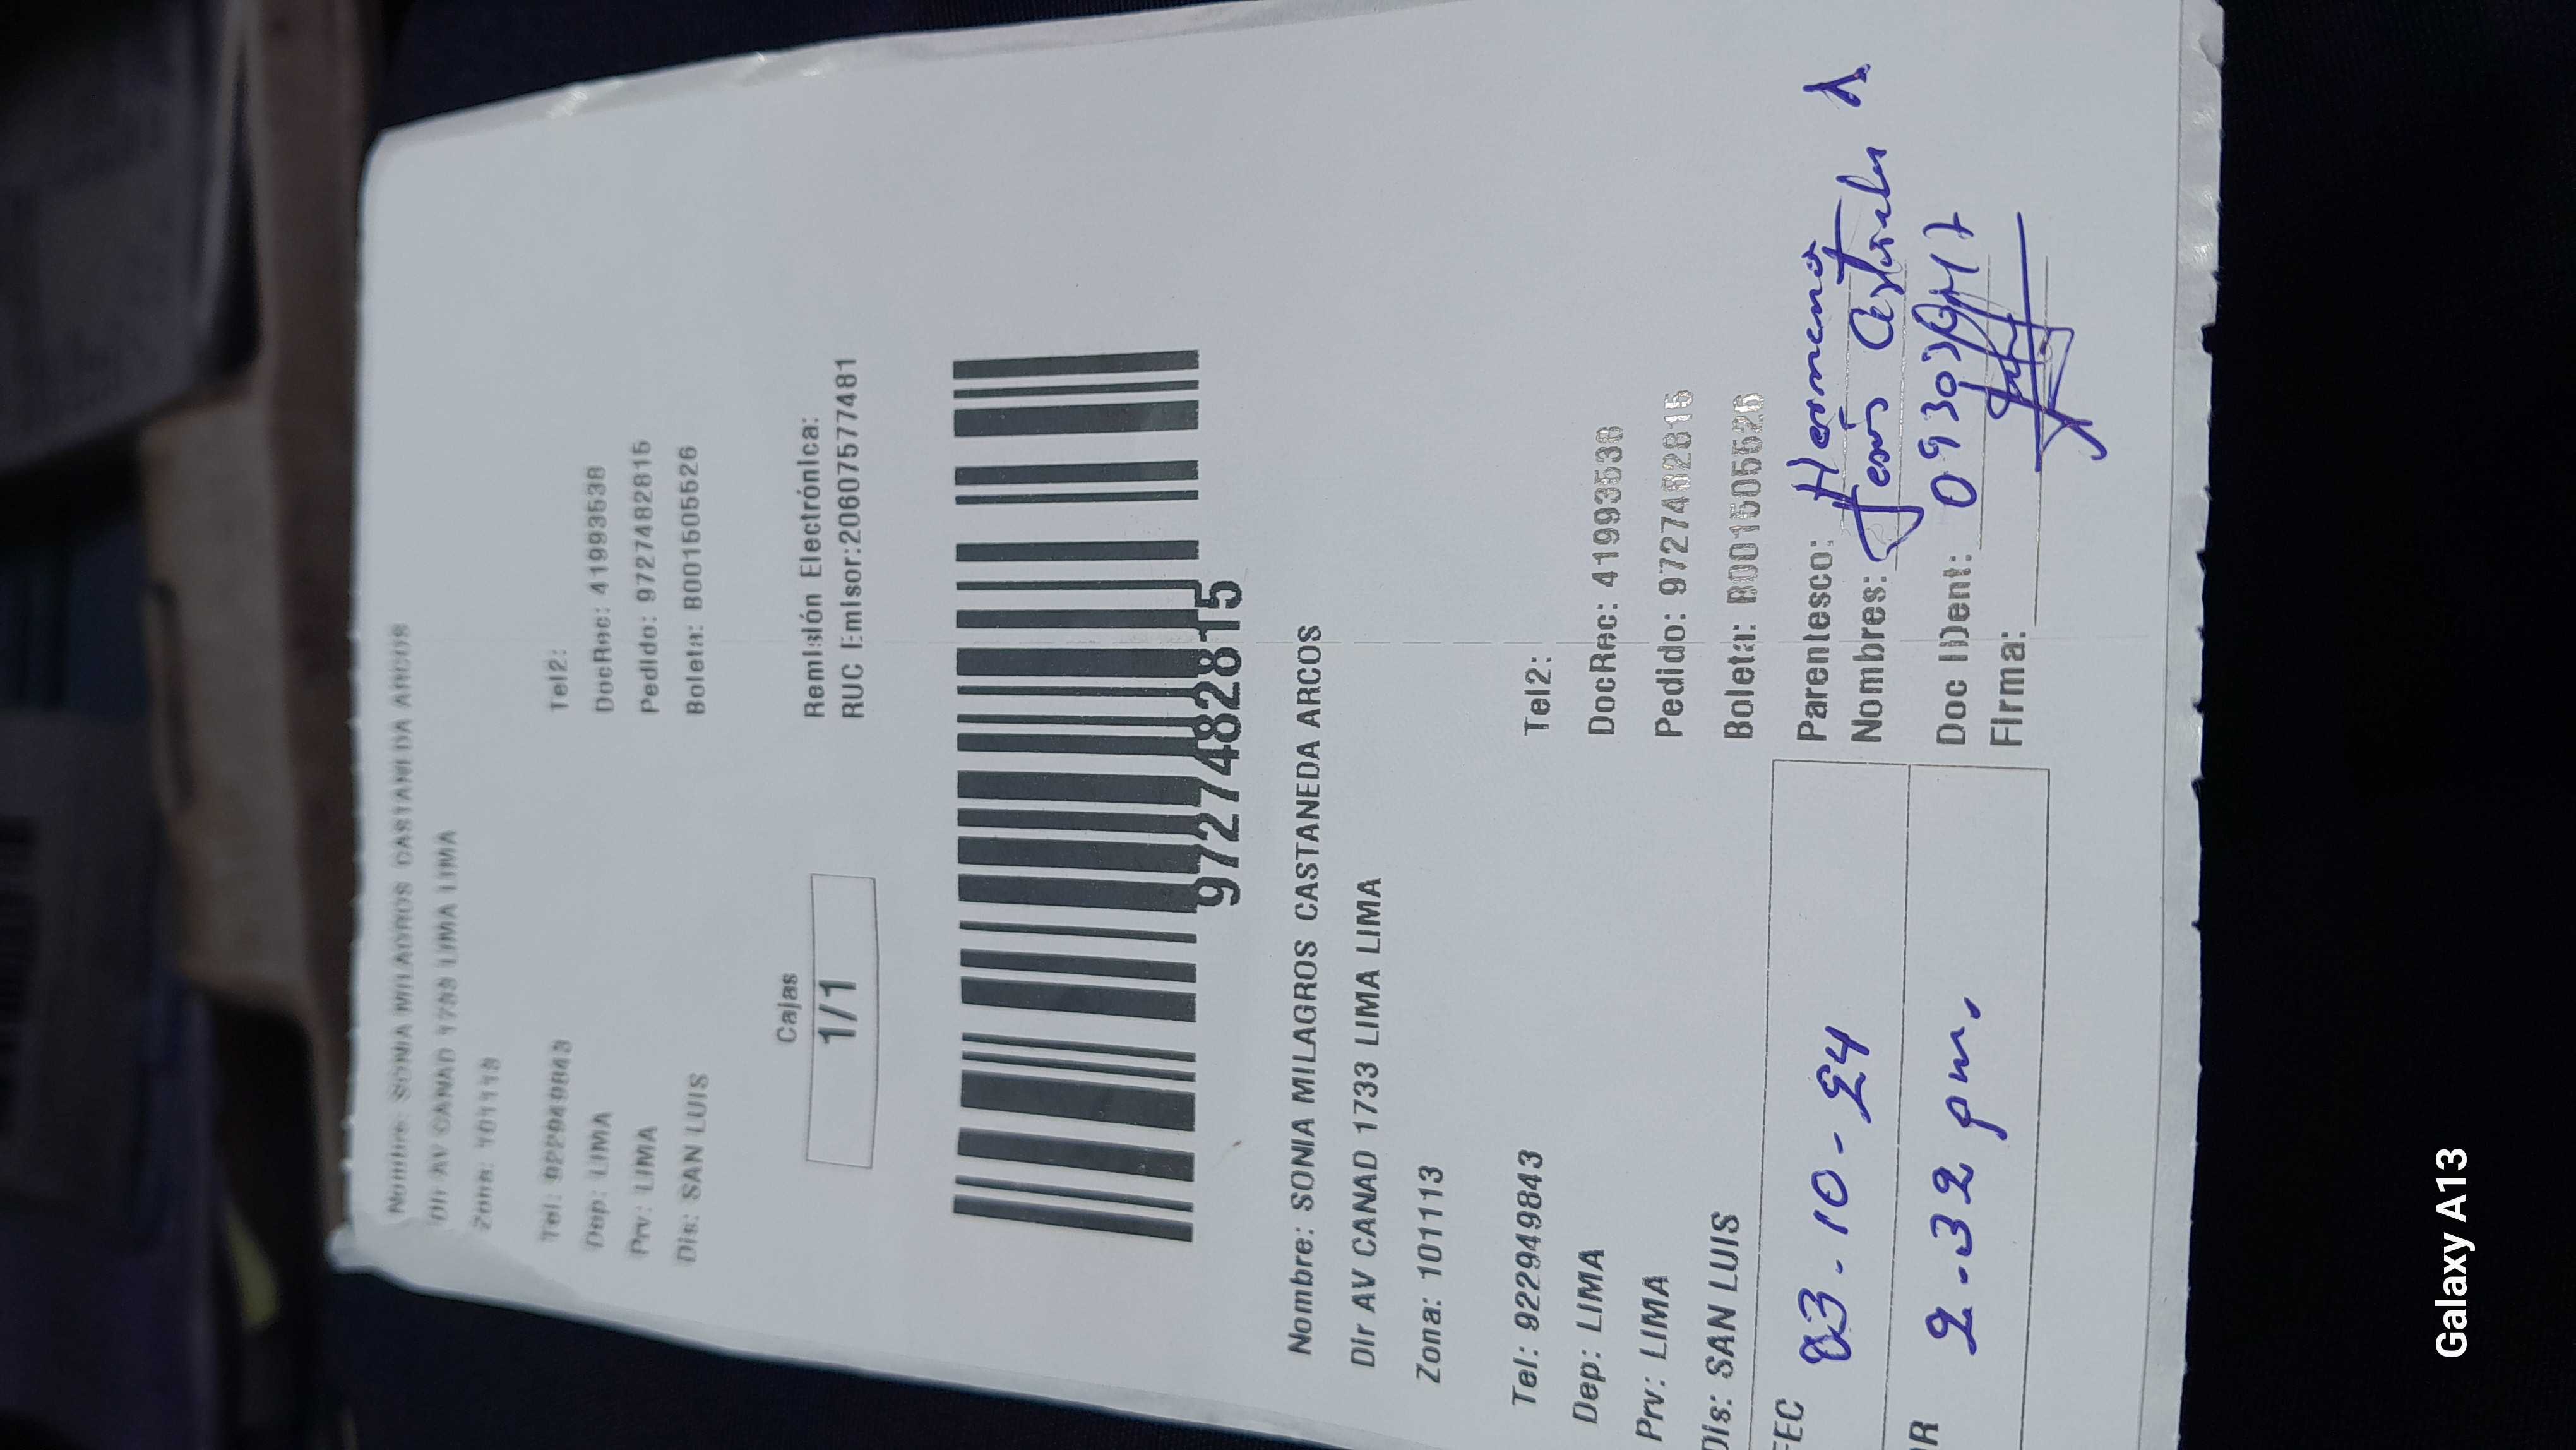 Nombre: SONIA MILAGROS CASTANEDA ARCOS
Dir AV CANAD 1733 LIMA LIMA
Zona: 101113
Tel: 922949843
Tel2:
Dep: LIMA
DocRec: 41993538
Prv: LIMA
Pedido: 9727482815
Dis: SAN LUIS
Boleta: B001505526
Cajas
1/1
Remisión Electrónica:
RUC Emisor:20607577481
9727482815
Nombre: SONIA MILAGROS CASTANEDA ARCOS
Dir AV CANAD 1733 LIMA LIMA
Zona: 101113
Tel: 922949843
Tel2:
Dep: LIMA
DocRec: 41993538
Prv: LIMA
Pedido: 9727482815
Dis: SAN LUIS
Boleta: B001505526
FEC 03.10-24
Parentesco: Hermano
Nombres: Jesús
2.32 pm.
Doc Ident:
Firma:
Galaxy A13